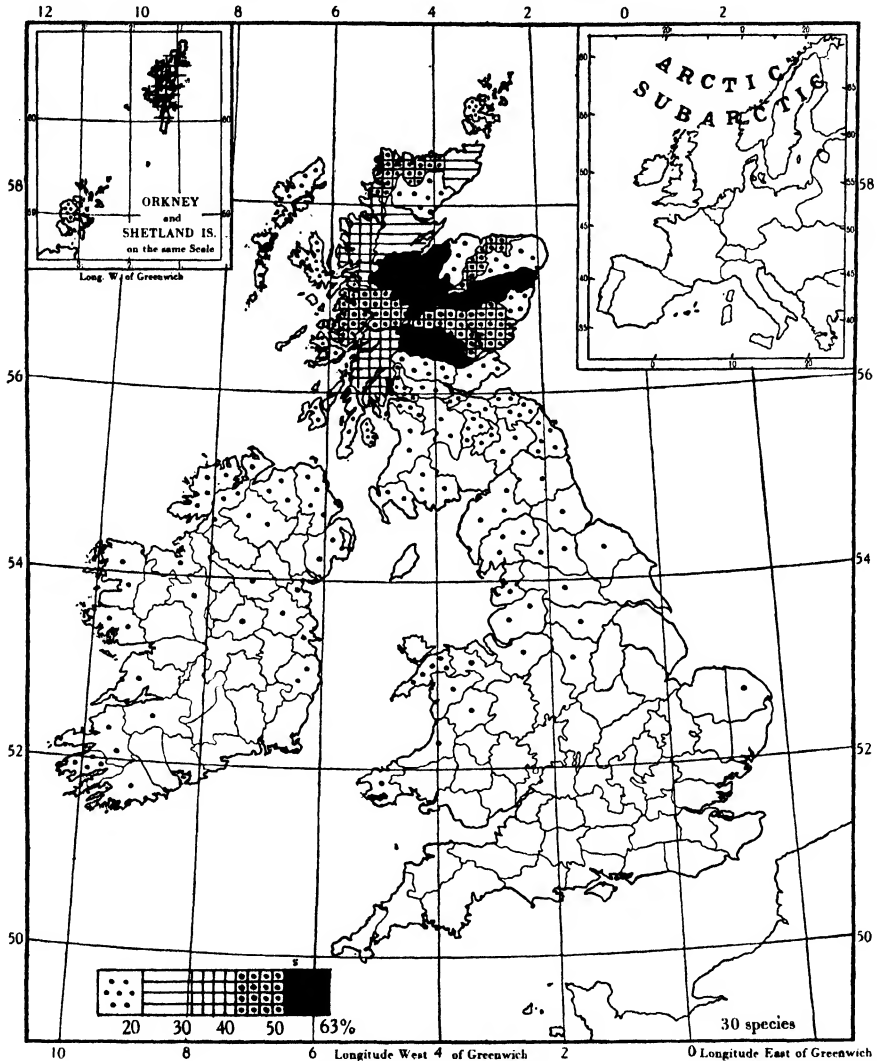 12 10 8 6 4 2 0 2
ORKNEY
and
SHETLAND IS.
on the same Scale
Long. W. of Greenwich
ARCTIC
SUBARCTIC
58 58
56 56
54 54
52 52
50 50
20 30 40 50 63%
30 species
10 8 6 Longitude West 4 of Greenwich 2 0 Longitude East of Greenwich